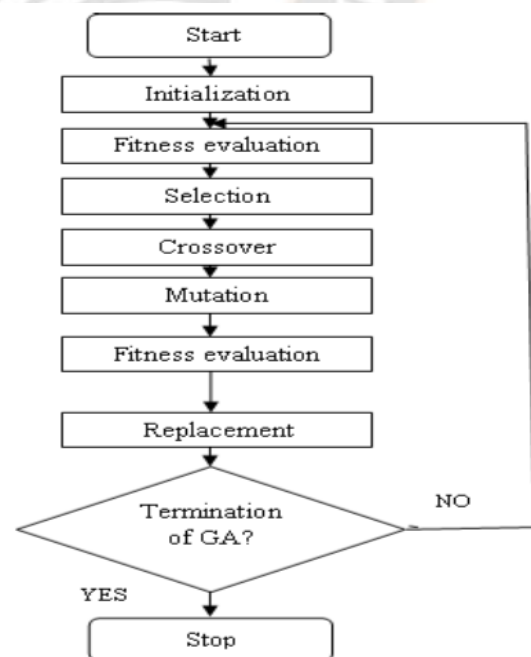 Start
Initialization
Fitness evaluation
Selection
Crossover
Mutation
Fitness evaluation
Replacement
Termination
of GA?
NO
YES
Stop